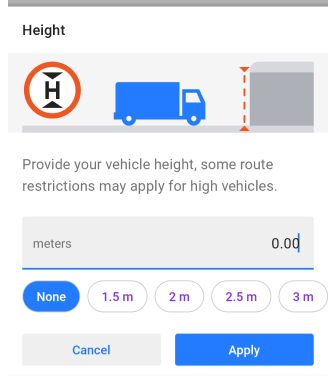 Height
H
Provide your vehicle height, some route
restrictions may apply for high vehicles.
meters 0.00
None 1.5 m 2 m 2.5 m 3 m
Cancel Apply